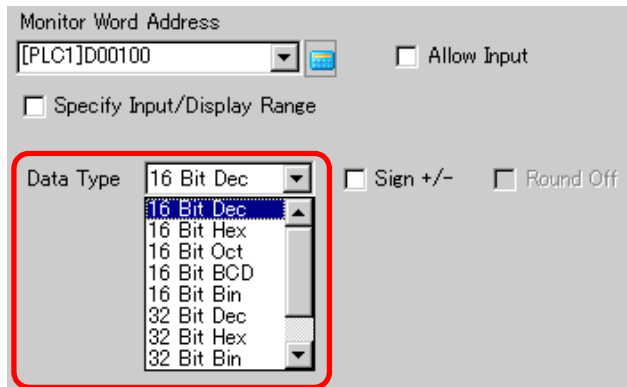 Monitor Word Address
[PLC1]D00100
Allow Input
Specify Input/Display Range
Data Type 16 Bit Dec Sign +/- Round Off
16 Bit Dec
16 Bit Hex
16 Bit Oct
16 Bit BCD
16 Bit Bin
32 Bit Dec
32 Bit Hex
32 Bit Bin